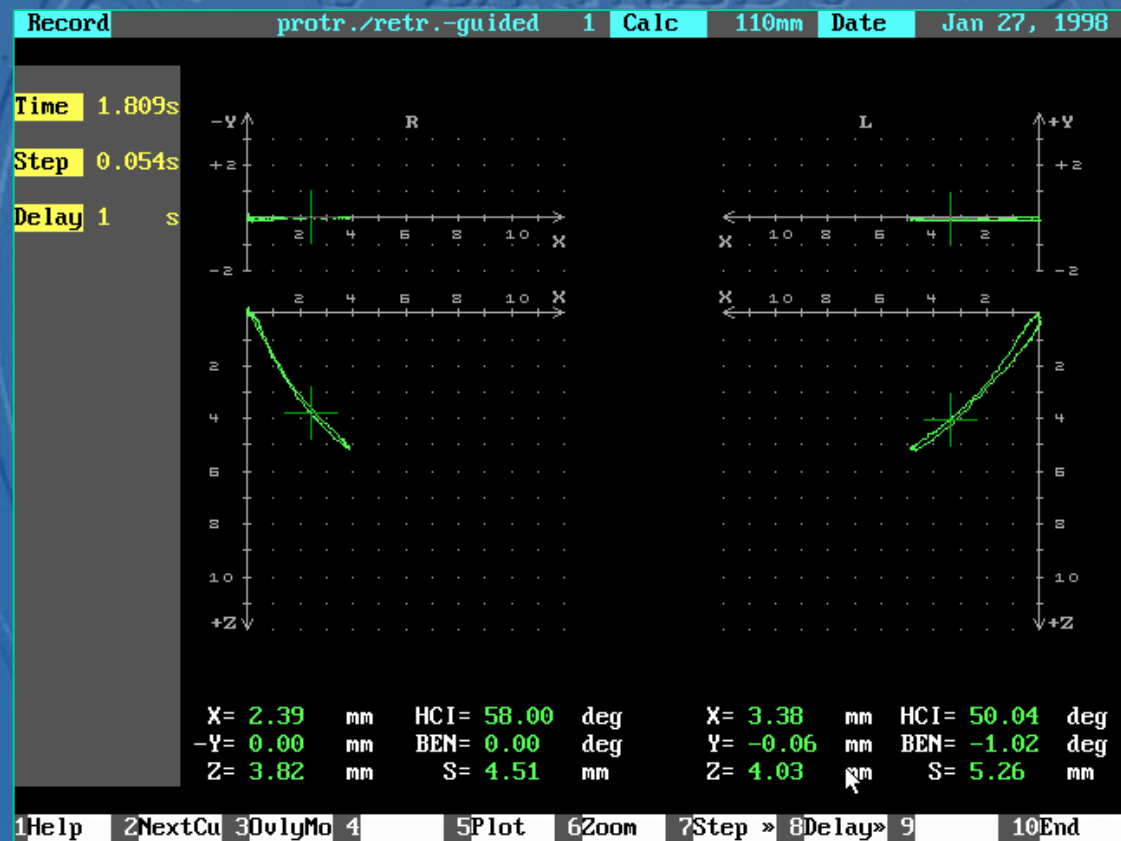 Record protr./retr.-guided 1 Calc 110mm Date Jan 27, 1998
Time 1.809s
Step 0.054s
Delay 1 s
-Y R L +Y
+2 +2
2 4 6 8 10 X X 10 8 6 4 2
-2 -2
2 4 6 8 10 X X 10 8 6 4 2
2 2
4 4
6 6
8 8
10 10
+Z +Z
X= 2.39 mm HCI= 58.00 deg X= 3.38 mm HCI= 50.04 deg
-Y= 0.00 mm BEN= 0.00 deg Y= -0.06 mm BEN= -1.02 deg
Z= 3.82 mm S= 4.51 mm Z= 4.03 mm S= 5.26 mm
1Help 2NextCu 3OvlyMo 4 5Plot 6Zoom 7Step » 8Delay» 9 10End